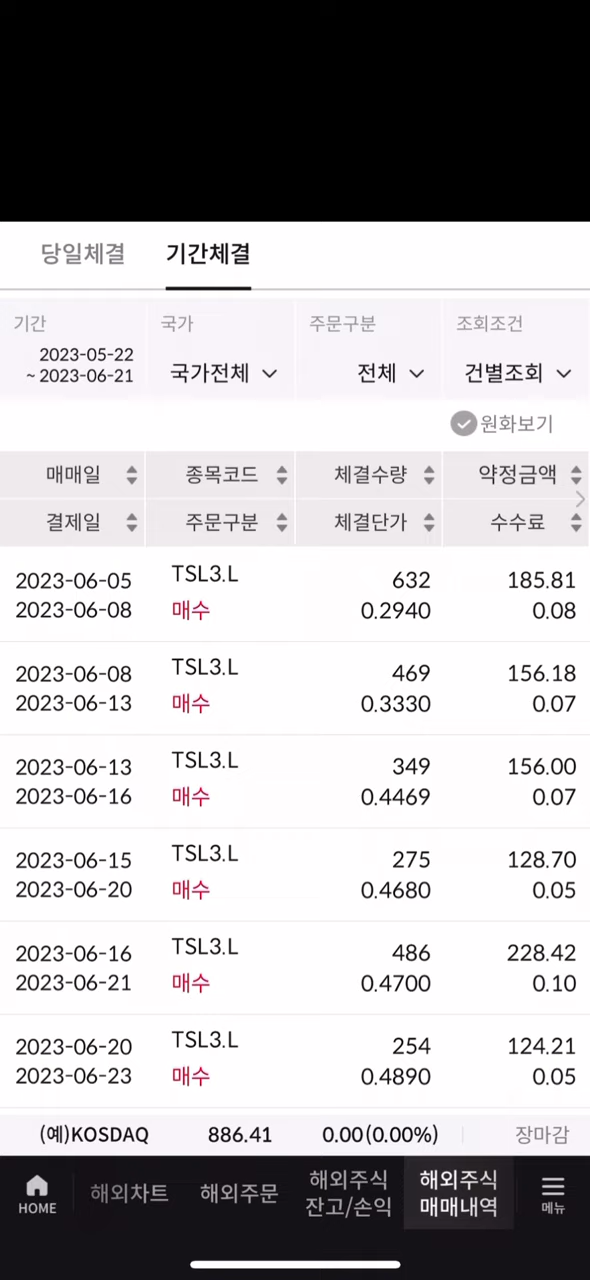 당일체결 기간체결
기간 국가 주문구분 조회조건
2023-05-22
~ 2023-06-21 국가전체 전체 건별조회
원화보기
매매일 종목코드 체결수량 약정금액
결제일 주문구분 체결단가 수수료
2023-06-05 TSL3.L 632 185.81
2023-06-08 매수 0.2940 0.08
2023-06-08 TSL3.L 469 156.18
2023-06-13 매수 0.3330 0.07
2023-06-13 TSL3.L 349 156.00
2023-06-16 매수 0.4469 0.07
2023-06-15 TSL3.L 275 128.70
2023-06-20 매수 0.4680 0.05
2023-06-16 TSL3.L 486 228.42
2023-06-21 매수 0.4700 0.10
2023-06-20 TSL3.L 254 124.21
2023-06-23 매수 0.4890 0.05
(예)KOSDAQ 886.41 0.00(0.00%) 장마감
HOME 해외차트 해외주문 해외주식 잔고/손익 해외주식 매매내역 메뉴